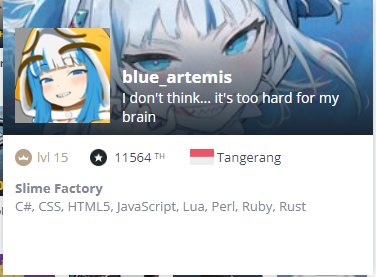 blue_artemis
I don't think... it's too hard for my
brain
lvl 15 11564 TH Tangerang
Slime Factory
C#, CSS, HTML5, JavaScript, Lua, Perl, Ruby, Rust